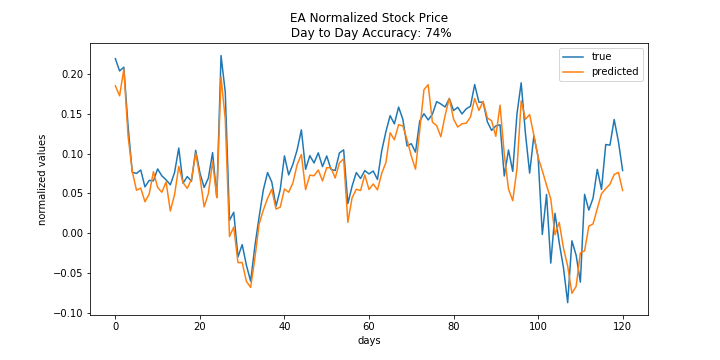 EA Normalized Stock Price
Day to Day Accuracy: 74%
true
predicted
normalized values
0.20
0.15
0.10
0.05
0.00
−0.05
−0.10
0 20 40 60 80 100 120
days